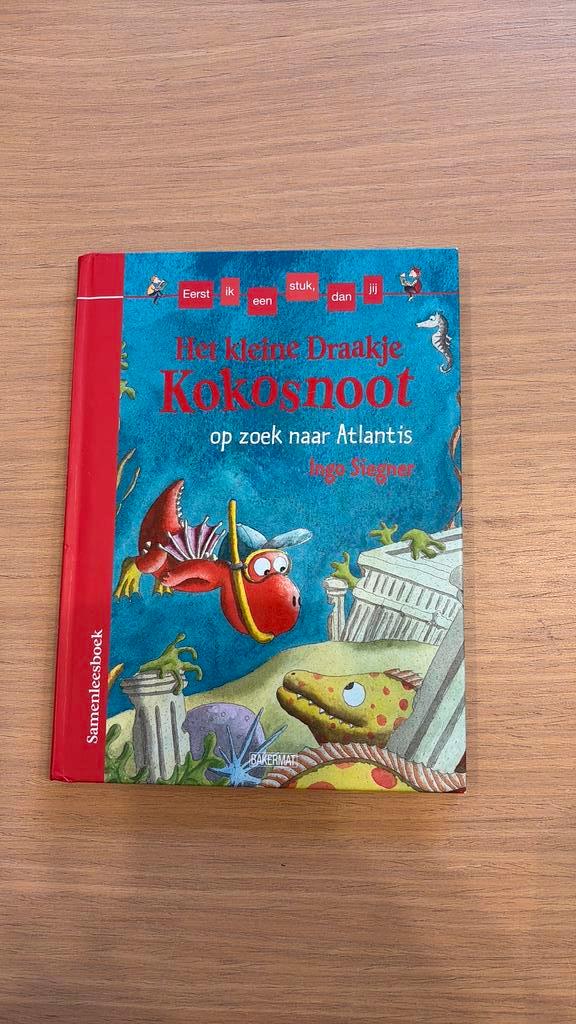 Eerst ik een stuk, dan jij
Het kleine Draakje
Kokosnoot
op zoek naar Atlantis
Ingo Siegner
Samenleesboek
BAKERMAT